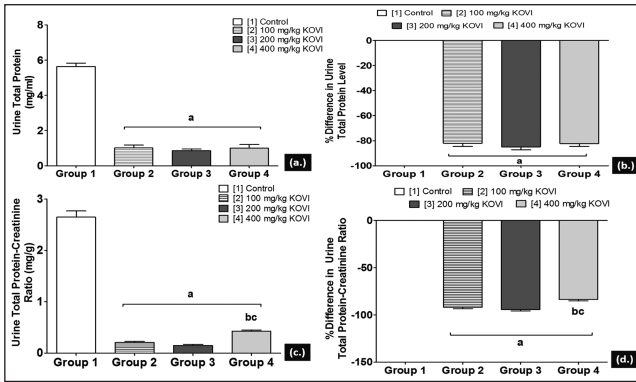 [1] Control
[2] 100 mg/kg KOVI
[3] 200 mg/kg KOVI
[4] 400 mg/kg KOVI
Urine Total Protein
(mg/ml)
8
6
4
2
0
a
Group 1 Group 2 Group 3 Group 4
(a.)
[1] Control [2] 100 mg/kg KOVI
[3] 200 mg/kg KOVI [4] 400 mg/kg KOVI
% Difference in Urine
Total Protein Level
0
-20
-40
-60
-80
-100
a
Group 1 Group 2 Group 3 Group 4
(b.)
[1] Control
[2] 100 mg/kg KOVI
[3] 200 mg/kg KOVI
[4] 400 mg/kg KOVI
Urine Total Protein-Creatinine
Ratio (mg/g)
3
2
1
0
a
bc
Group 1 Group 2 Group 3 Group 4
(c.)
[1] Control [2] 100 mg/kg KOVI
[3] 200 mg/kg KOVI [4] 400 mg/kg KOVI
% Difference in Urine
Total Protein-Creatinine Ratio
0
-50
-100
-150
bc
a
Group 1 Group 2 Group 3 Group 4
(d.)